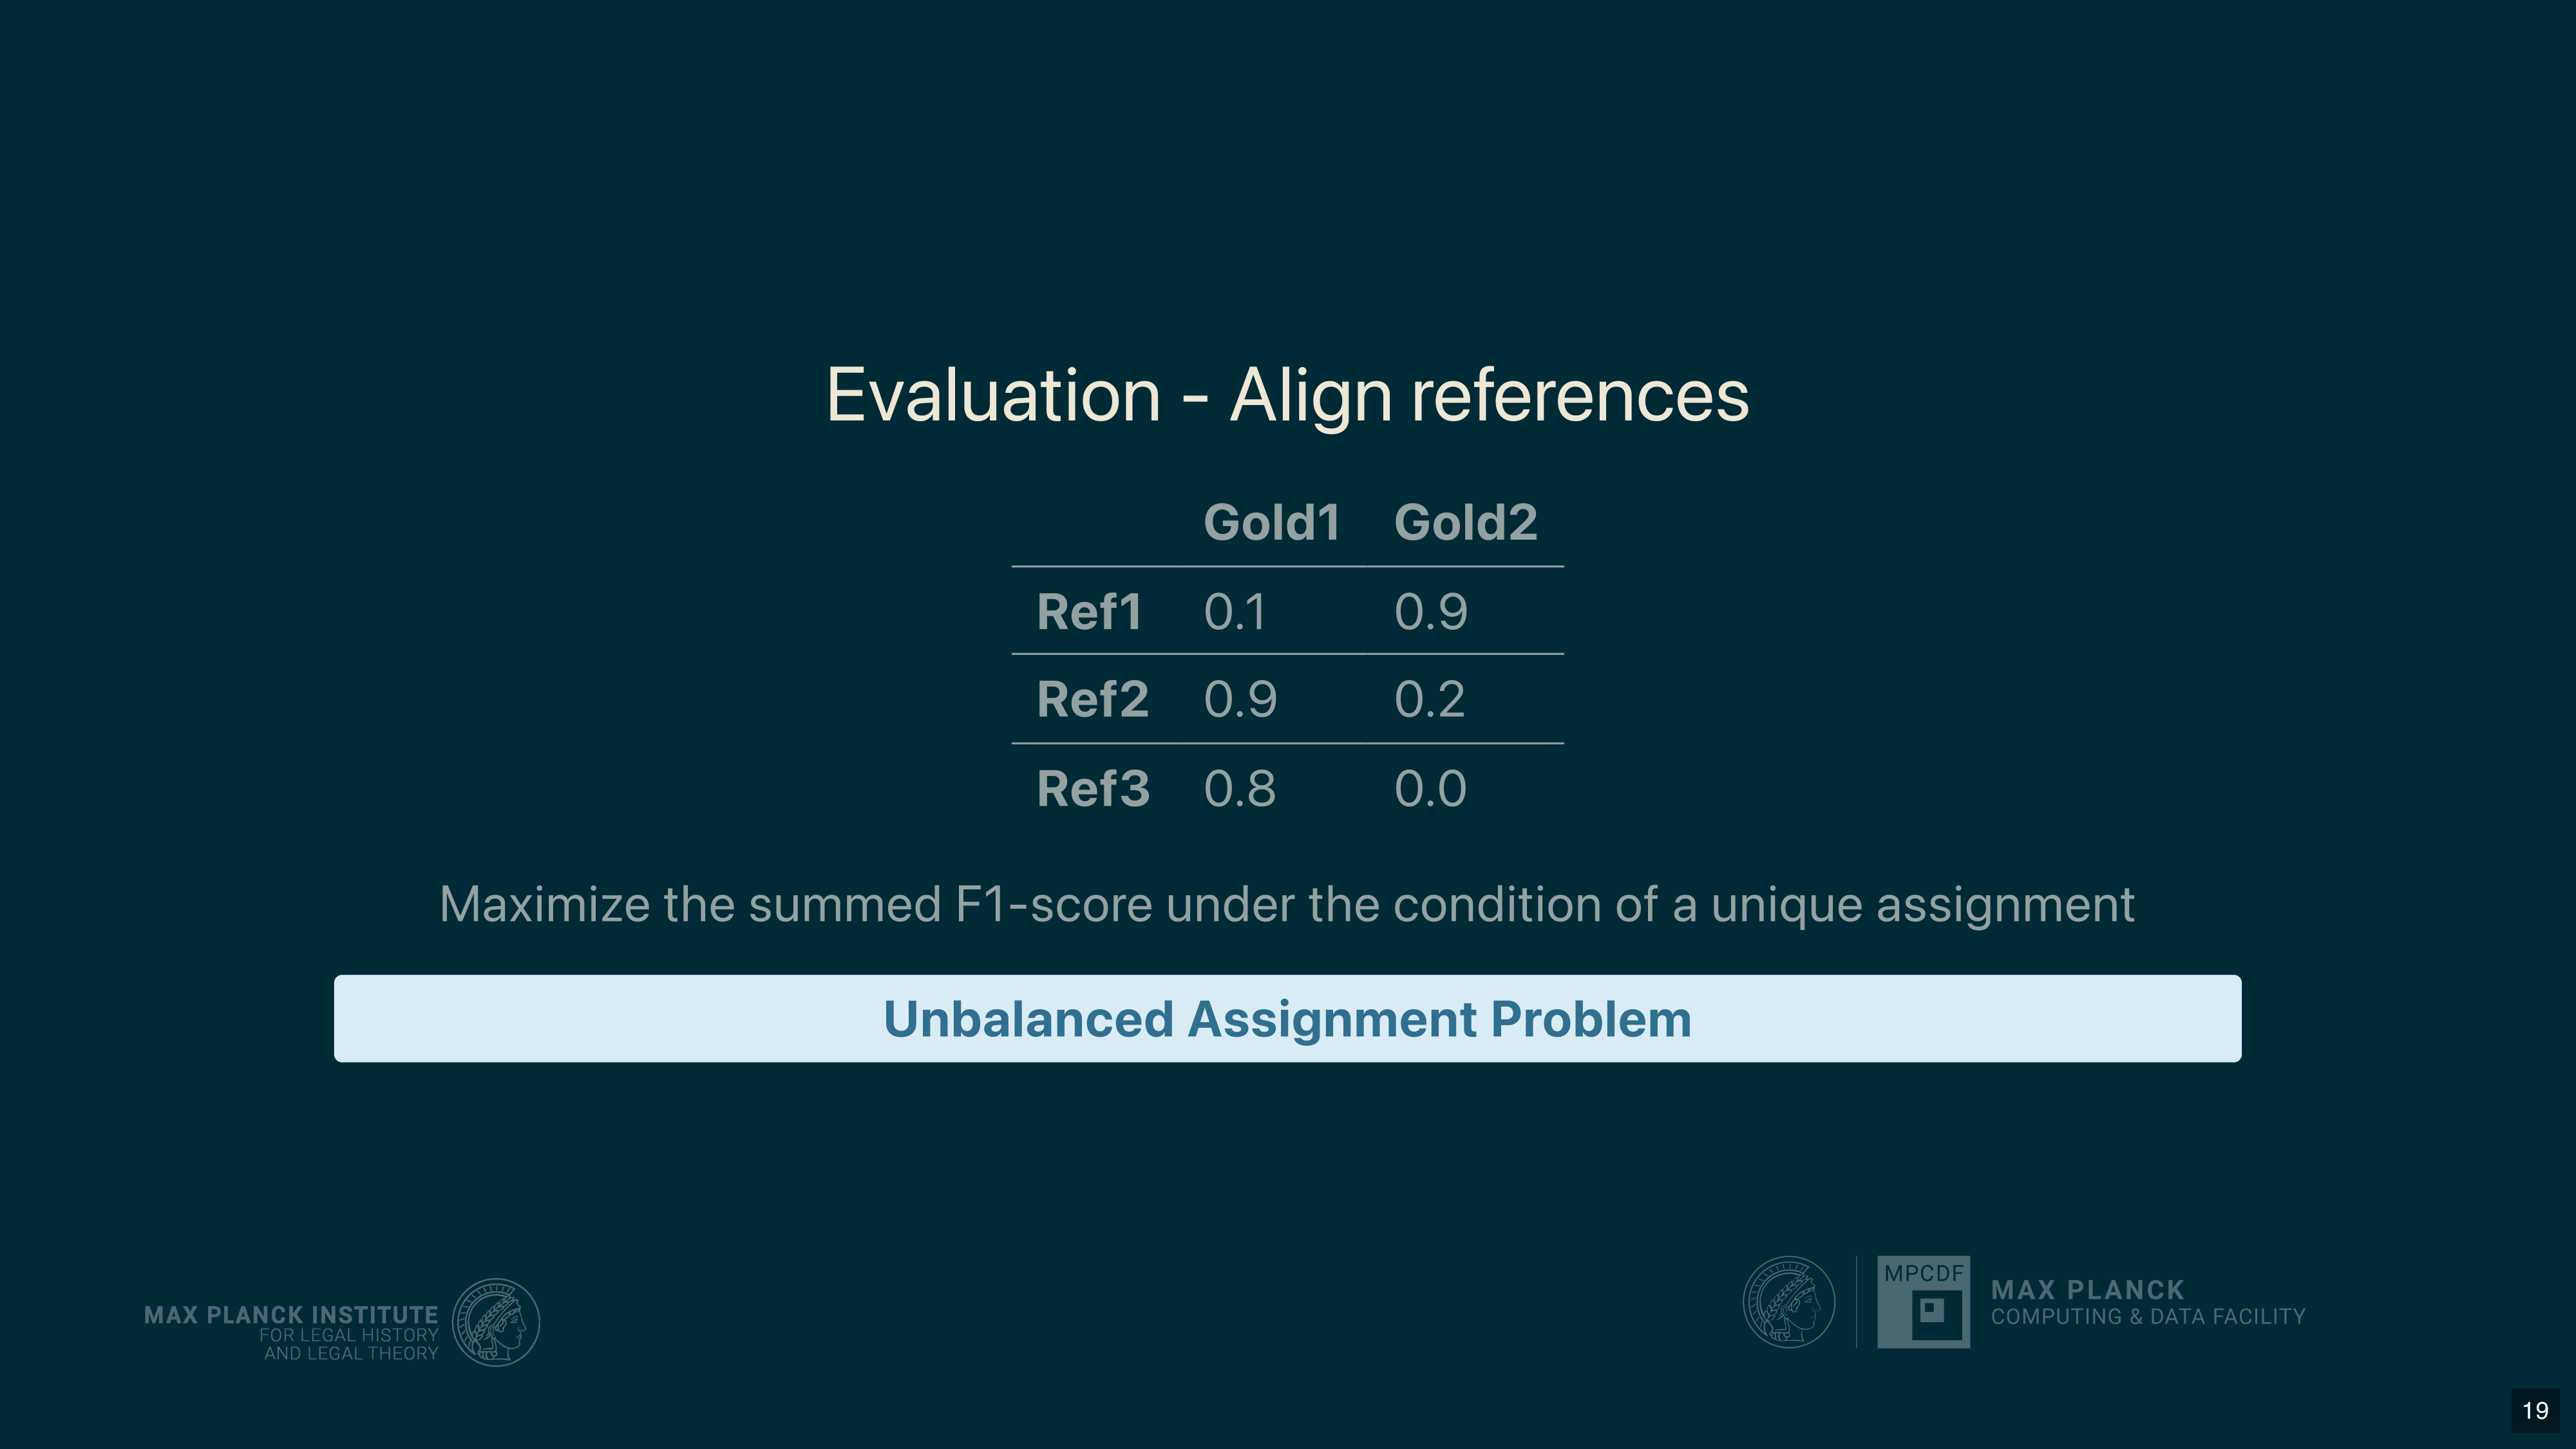 Evaluation - Align references
Gold1 Gold2
Ref1 0.1 0.9
Ref2 0.9 0.2
Ref3 0.8 0.0
Maximize the summed F1-score under the condition of a unique assignment
Unbalanced Assignment Problem
MAX PLANCK INSTITUTE
FOR LEGAL HISTORY
AND LEGAL THEORY
MPCDF
MAX PLANCK
COMPUTING & DATA FACILITY
19